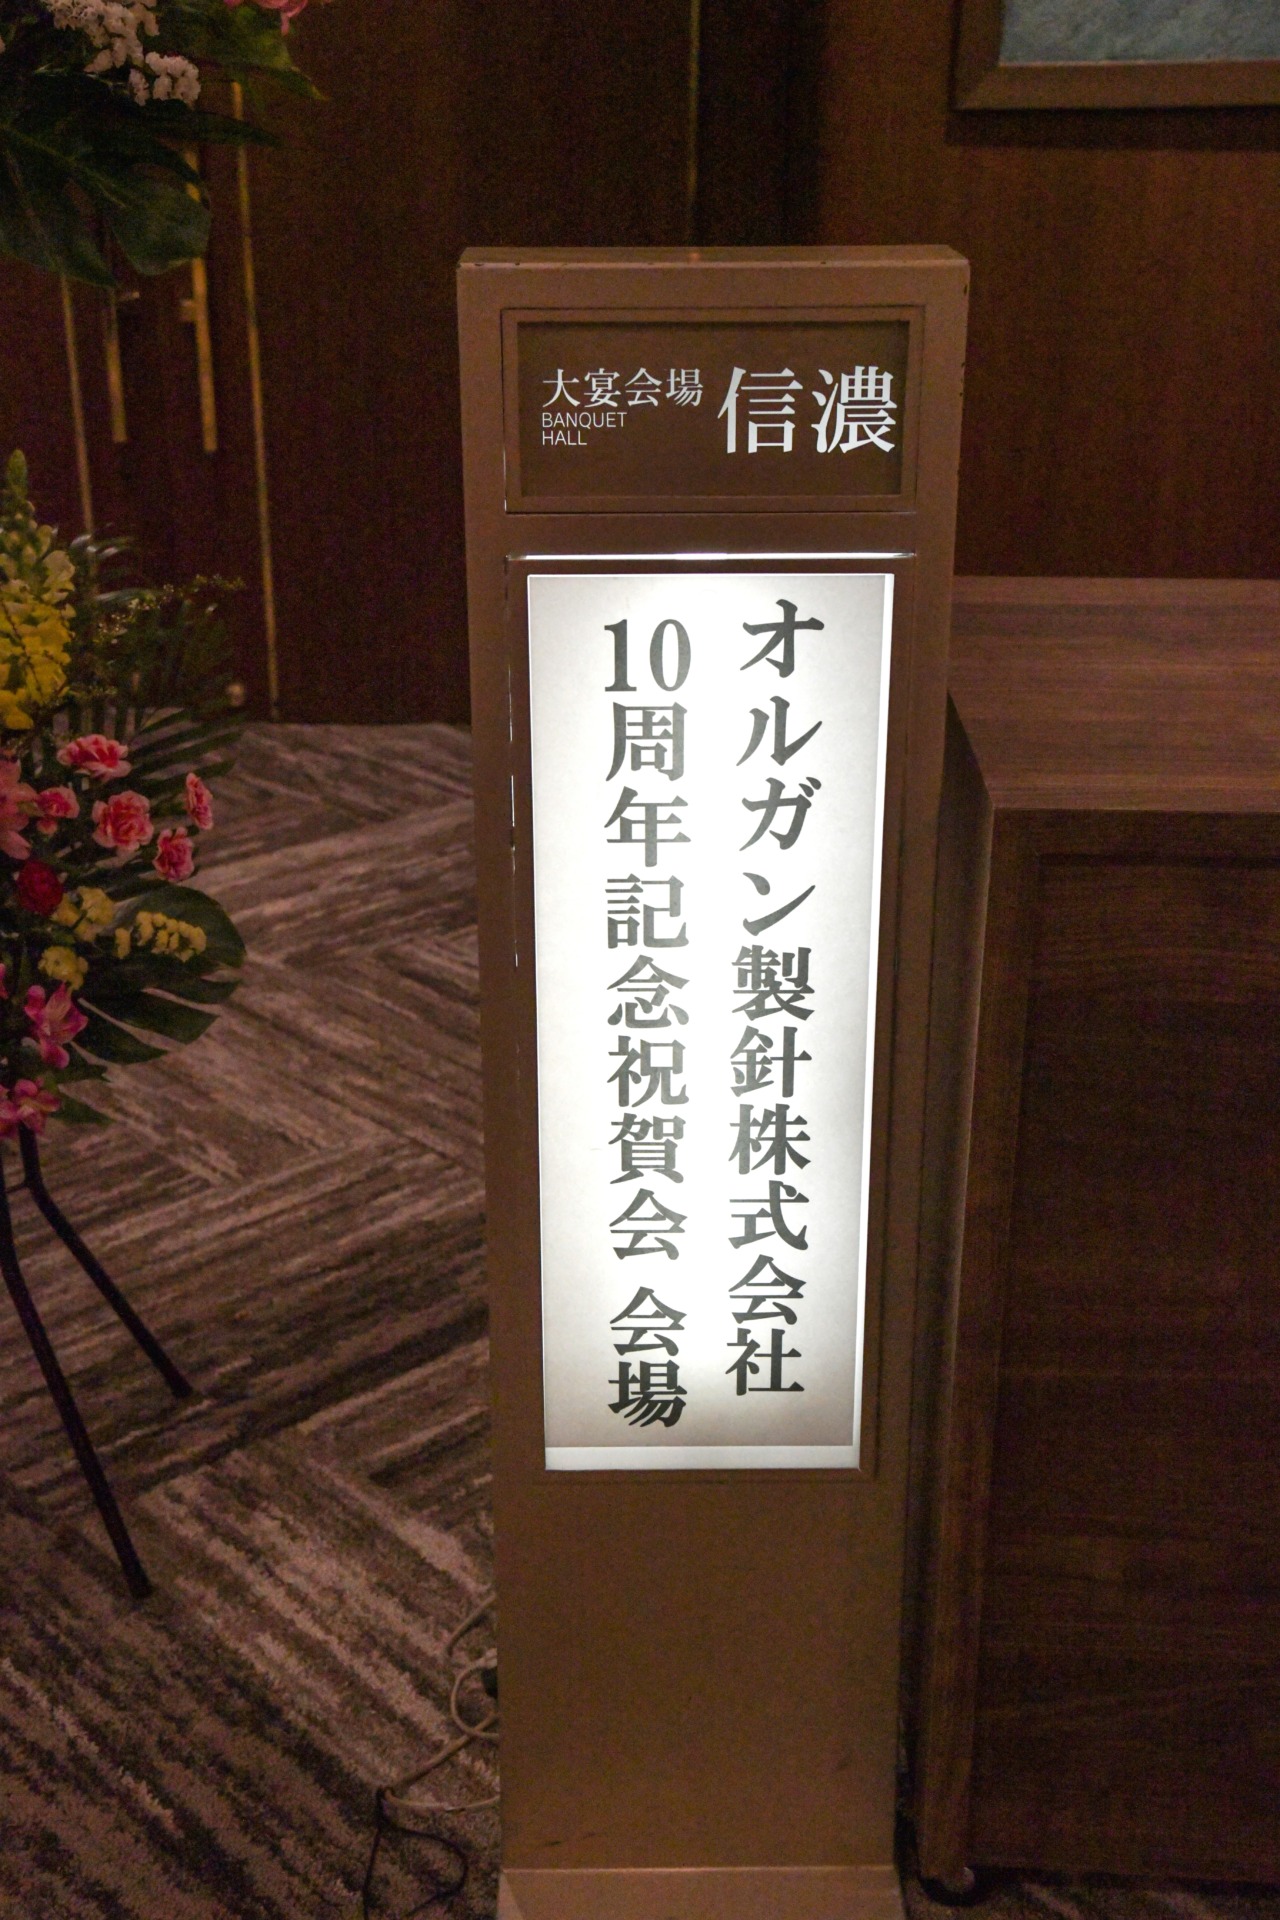 大宴会場
BANQUET
HALL
信濃
オルガン製針株式会社
10周年記念祝賀会 会場